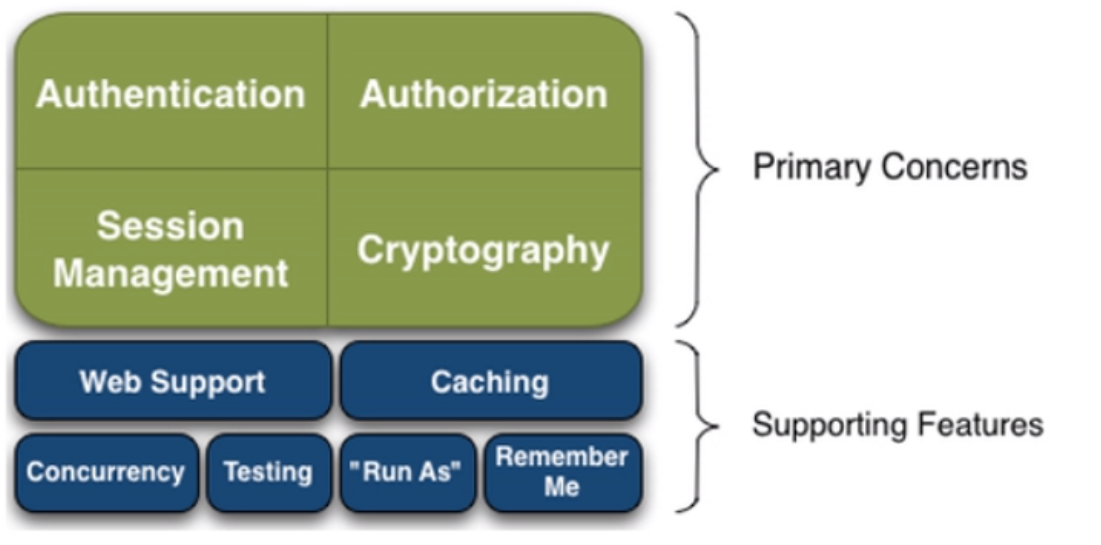 Authentication
Authorization
Session
Management
Cryptography
Primary Concerns
Web Support
Caching
Concurrency
Testing
"Run As"
Remember
Me
Supporting Features